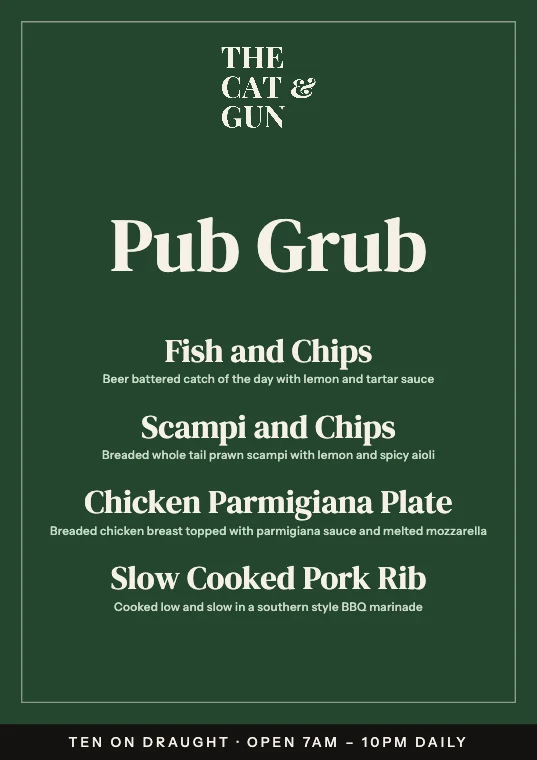 THE
CAT &
GUN
Pub Grub
Fish and Chips
Beer battered catch of the day with lemon and tartar sauce
Scampi and Chips
Breaded whole tail prawn scampi with lemon and spicy aioli
Chicken Parmigiana Plate
Breaded chicken breast topped with parmigiana sauce and melted mozzarella
Slow Cooked Pork Rib
Cooked low and slow in a southern style BBQ marinade
TEN ON DRAUGHT · OPEN 7AM – 10PM DAILY